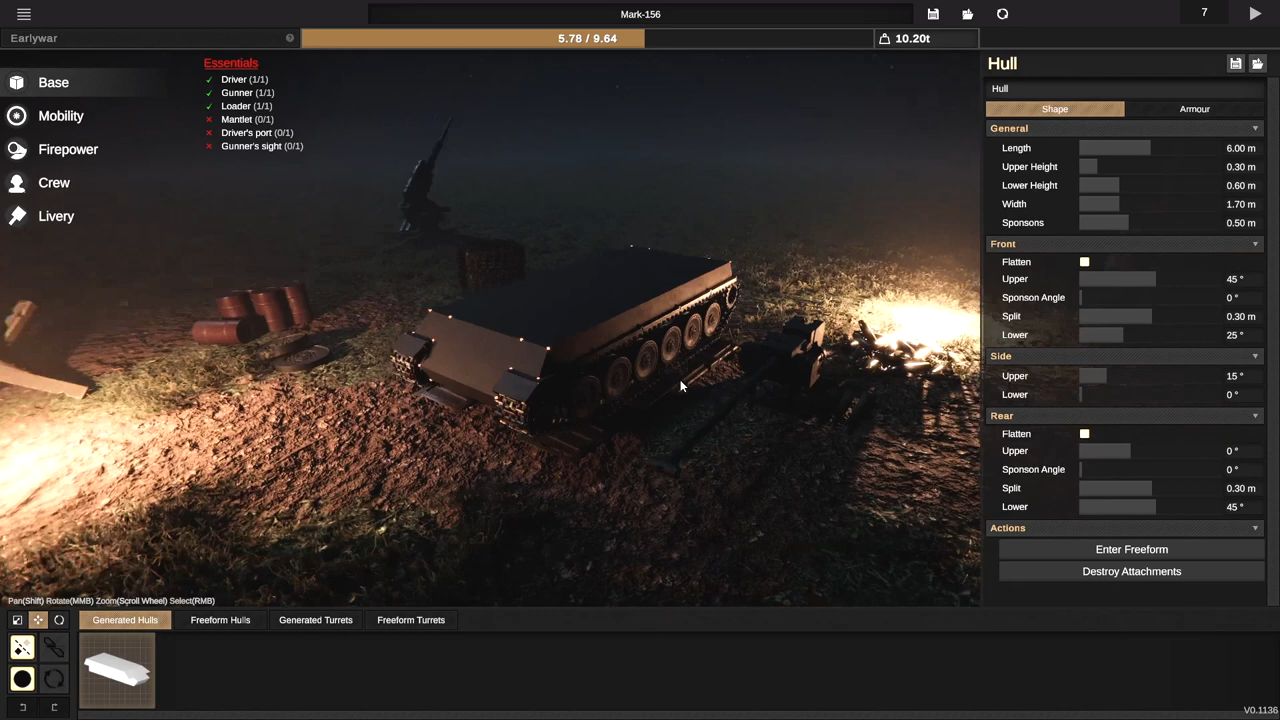 Mark-156
7
Earlywar
5.78 / 9.64
10.20t
Base
Mobility
Firepower
Crew
Livery
Essentials
Driver (1/1)
Gunner (1/1)
Loader (1/1)
Mantlet (0/1)
Driver's port (0/1)
Gunner's sight (0/1)
Hull
Hull
Shape Armour
General
Length 6.00 m
Upper Height 0.30 m
Lower Height 0.60 m
Width 1.70 m
Sponsons 0.50 m
Front
Flatten
Upper 45 °
Sponson Angle 0 °
Split 0.30 m
Lower 25 °
Side
Upper 15 °
Lower 0 °
Rear
Flatten
Upper 0 °
Sponson Angle 0 °
Split 0.30 m
Lower 45 °
Actions
Enter Freeform
Destroy Attachments
Pan(Shift) Rotate(MMB) Zoom(Scroll Wheel) Select(RMB)
Generated Hulls Freeform Hulls Generated Turrets Freeform Turrets
V0.1136